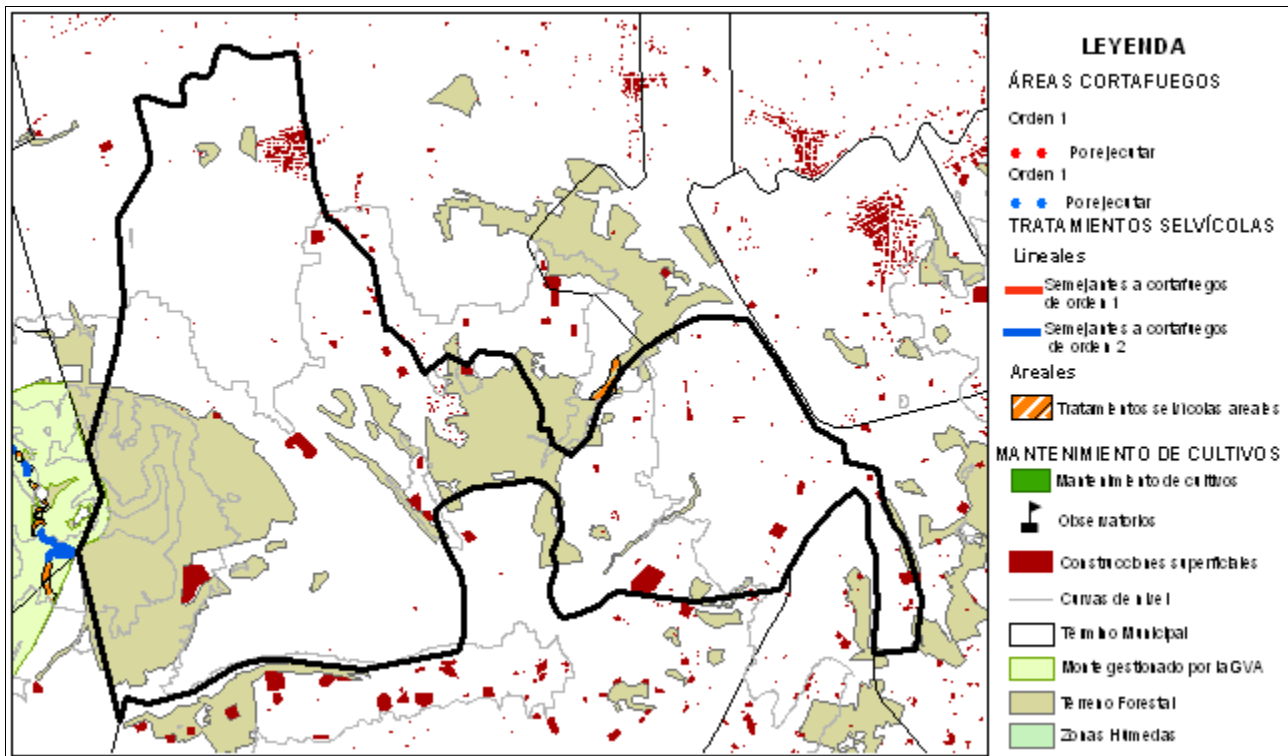 LEYENDA
ÁREAS CORTAFUEGOS
Orden 1
Por ejecutar
Orden 1
Por ejecutar
TRATAMIENTOS SELVÍCOLAS
Lineales
Semejantes a cortafuegos
de orden 1
Semejantes a cortafuegos
de orden 2
Areales
Tratamientos selvícolas areales
MANTENIMIENTO DE CULTIVOS
Mantenimiento de cultivos
Observatorios
Construcciones superficiales
Curvas de nivel
Término Municipal
Monte gestionado por la GVA
Térreno Forestal
Zonas Húmedas